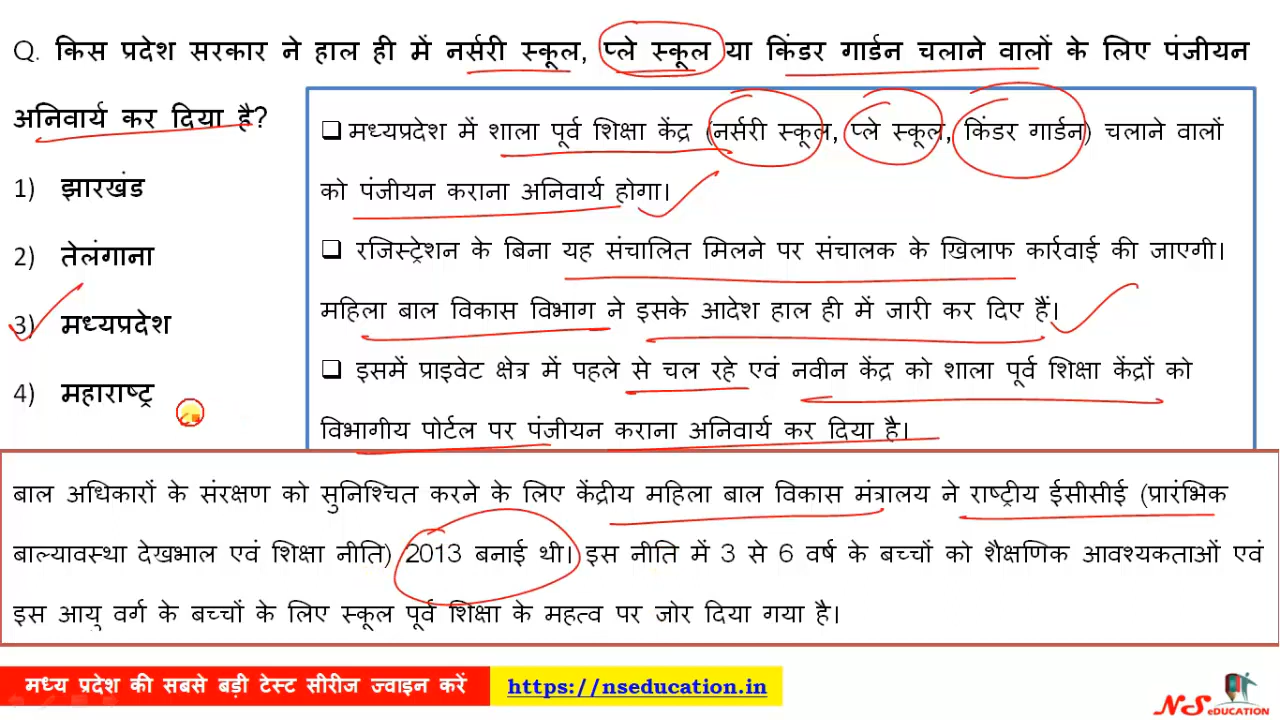 Q. किस प्रदेश सरकार ने हाल ही में नर्सरी स्कूल, प्ले स्कूल या किंडर गार्डन चलाने वालों के लिए पंजीयन
अनिवार्य कर दिया है?
1) झारखंड
2) तेलंगाना
3) मध्यप्रदेश
4) महाराष्ट्र
❑ मध्यप्रदेश में शाला पूर्व शिक्षा केंद्र (नर्सरी स्कूल, प्ले स्कूल, किंडर गार्डन) चलाने वालों
को पंजीयन कराना अनिवार्य होगा।
❑ रजिस्ट्रेशन के बिना यह संचालित मिलने पर संचालक के खिलाफ कार्रवाई की जाएगी।
महिला बाल विकास विभाग ने इसके आदेश हाल ही में जारी कर दिए हैं।
❑ इसमें प्राइवेट क्षेत्र में पहले से चल रहे एवं नवीन केंद्र को शाला पूर्व शिक्षा केंद्रों को
विभागीय पोर्टल पर पंजीयन कराना अनिवार्य कर दिया है।
बाल अधिकारों के संरक्षण को सुनिश्चित करने के लिए केंद्रीय महिला बाल विकास मंत्रालय ने राष्ट्रीय ईसीसीई (प्रारंभिक
बाल्यावस्था देखभाल एवं शिक्षा नीति) 2013 बनाई थी। इस नीति में 3 से 6 वर्ष के बच्चों को शैक्षणिक आवश्यकताओं एवं
इस आयु वर्ग के बच्चों के लिए स्कूल पूर्व शिक्षा के महत्व पर जोर दिया गया है।
मध्य प्रदेश की सबसे बड़ी टेस्ट सीरीज ज्वाइन करें https://nseducation.in
NS eDUCATION